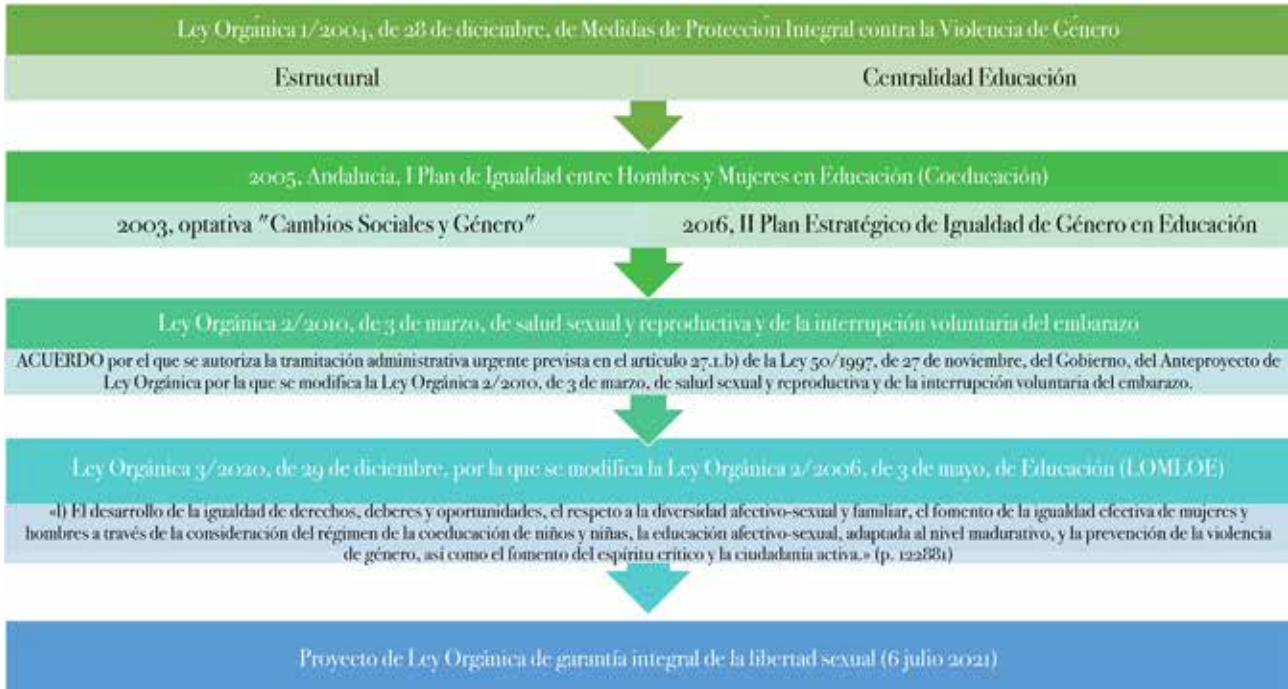 Ley Orgánica 1/2004, de 28 de diciembre, de Medidas de Protección Integral contra la Violencia de Género
Estructural
Centralidad Educación
2005, Andalucía, I Plan de Igualdad entre Hombres y Mujeres en Educación (Coeducación)
2003, optativa "Cambios Sociales y Género"
2016, II Plan Estratégico de Igualdad de Género en Educación
Ley Orgánica 2/2010, de 3 de marzo, de salud sexual y reproductiva y de la interrupción voluntaria del embarazo
ACUERDO por el que se autoriza la tramitación administrativa urgente prevista en el artículo 27.1.b) de la Ley 50/1997, de 27 de noviembre, del Gobierno, del Anteproyecto de
Ley Orgánica por la que se modifica la Ley Orgánica 2/2010, de 3 de marzo, de salud sexual y reproductiva y de la interrupción voluntaria del embarazo.
Ley Orgánica 3/2020, de 29 de diciembre, por la que se modifica la Ley Orgánica 2/2006, de 3 de mayo, de Educación (LOMLOE)
«l) El desarrollo de la igualdad de derechos, deberes y oportunidades, el respeto a la diversidad afectivo-sexual y familiar, el fomento de la igualdad efectiva de mujeres y
hombres a través de la consideración del régimen de la coeducación de niños y niñas, la educación afectivo-sexual, adaptada al nivel madurativo, y la prevención de la violencia
de género, así como el fomento del espíritu crítico y la ciudadanía activa.» (p. 122881)
Proyecto de Ley Orgánica de garantía integral de la libertad sexual (6 julio 2021)